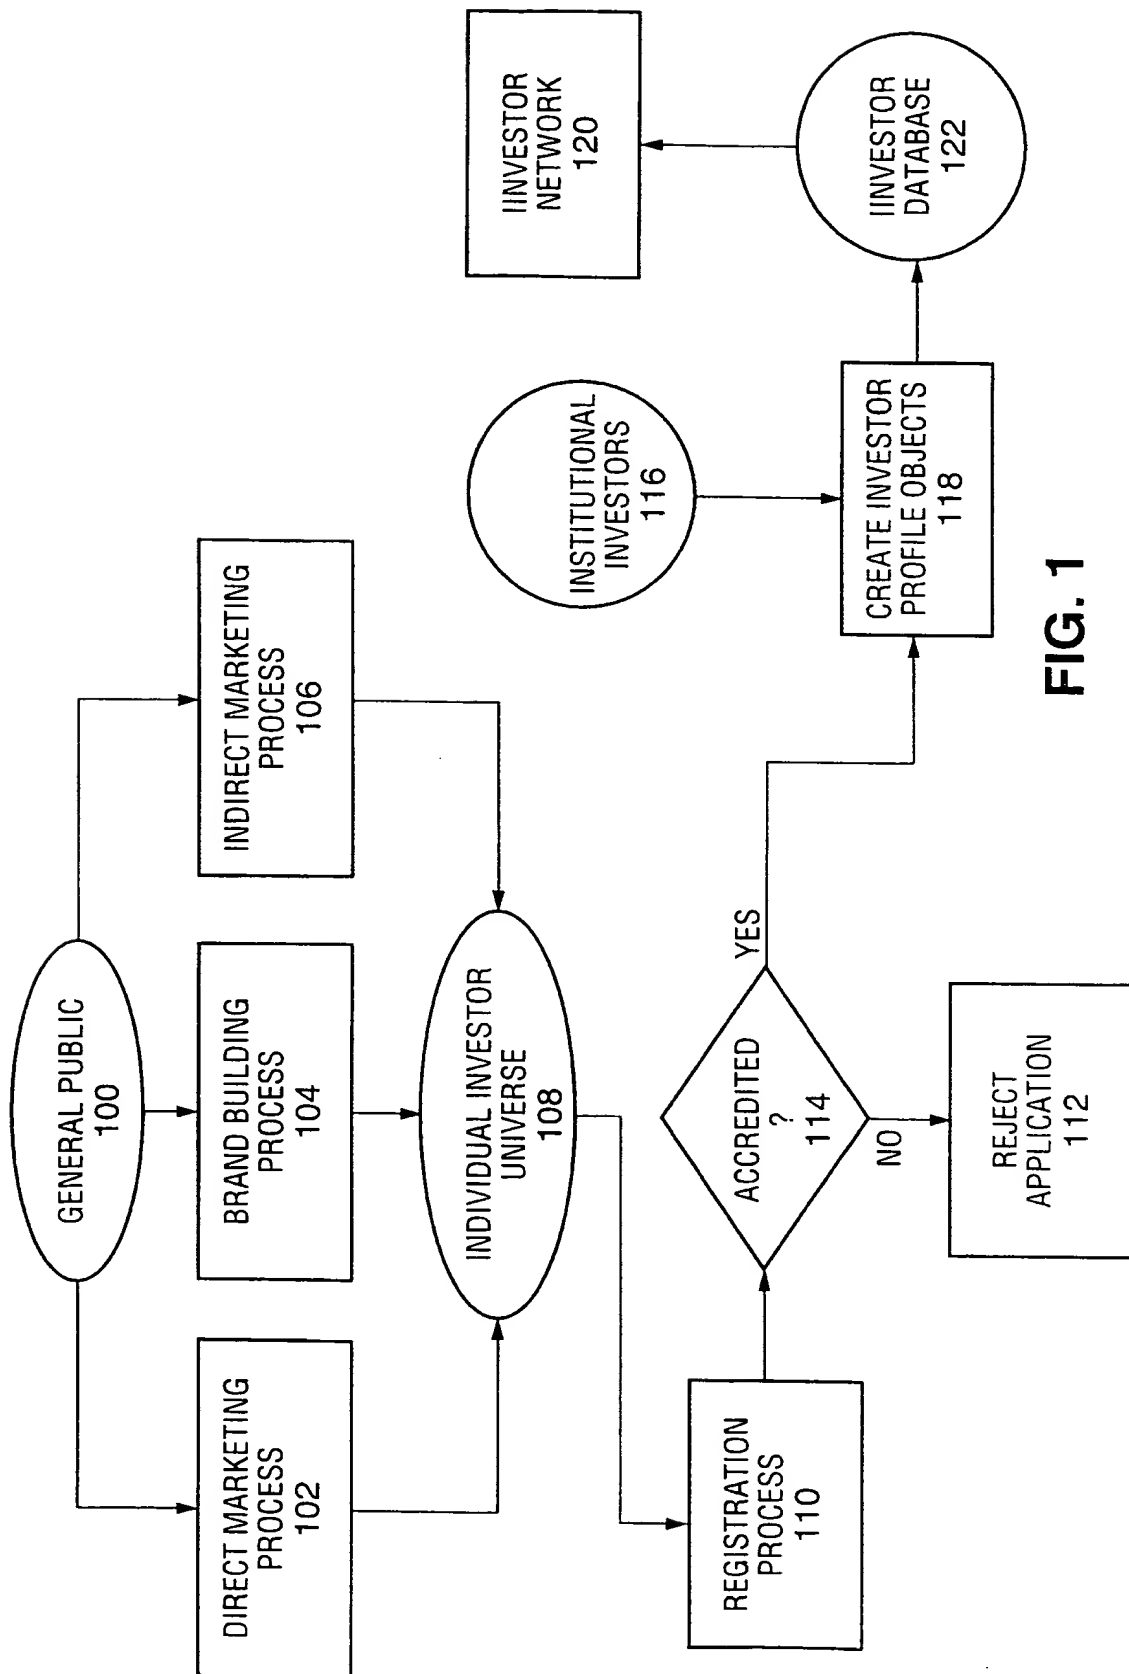 GENERAL PUBLIC
100
DIRECT MARKETING
PROCESS
102
BRAND BUILDING
PROCESS
104
INDIRECT MARKETING
PROCESS
106
INDIVIDUAL INVESTOR
UNIVERSE
108
REGISTRATION
PROCESS
110
ACCREDITED
?
114
YES
NO
REJECT
APPLICATION
112
INSTITUTIONAL
INVESTORS
116
CREATE INVESTOR
PROFILE OBJECTS
118
IINVESTOR
NETWORK
120
IINVESTOR
DATABASE
122
FIG. 1